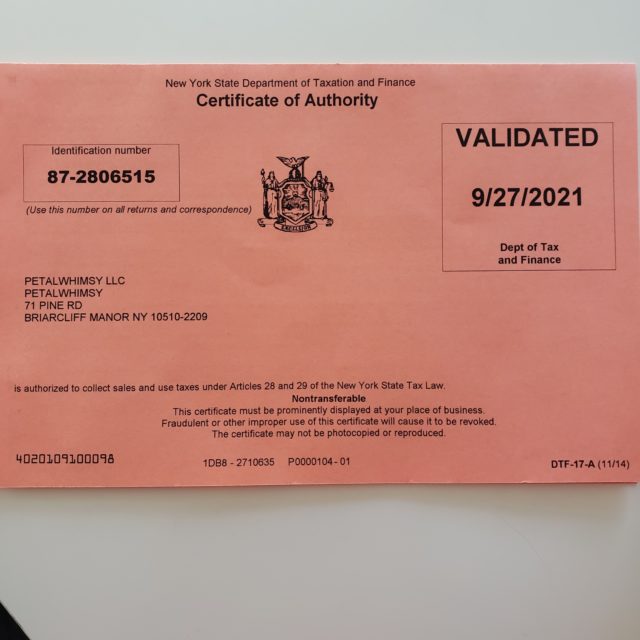 New York State Department of Taxation and Finance
Certificate of Authority
Identification number
87-2806515
(Use this number on all returns and correspondence)
EXCELSIOR
VALIDATED
9/27/2021
Dept of Tax
and Finance
PETALWHIMSY LLC
PETALWHIMSY
71 PINE RD
BRIARCLIFF MANOR NY 10510-2209
is authorized to collect sales and use taxes under Articles 28 and 29 of the New York State Tax Law.
Nontransferable
This certificate must be prominently displayed at your place of business.
Fraudulent or other improper use of this certificate will cause it to be revoked.
The certificate may not be photocopied or reproduced.
4020109100098
1DB8 - 2710635 P0000104 - 01
DTF-17-A (11/14)